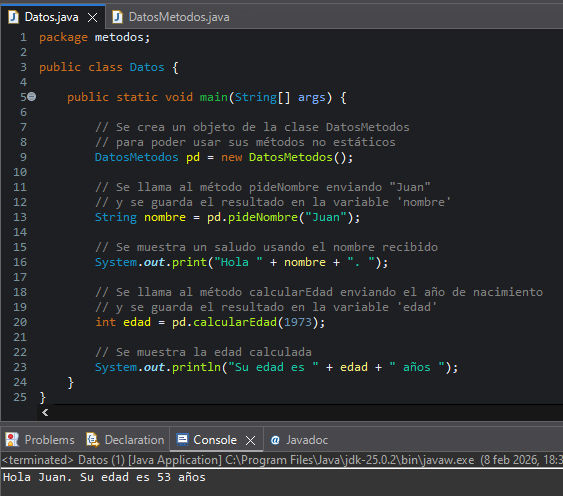 Datos.java
DatosMetodos.java
1 package metodos;
2
3 public class Datos {
4
5 public static void main(String[] args) {
6
7 // Se crea un objeto de la clase DatosMetodos
8 // para poder usar sus métodos no estáticos
9 DatosMetodos pd = new DatosMetodos();
10
11 // Se llama al método pideNombre enviando "Juan"
12 // y se guarda el resultado en la variable 'nombre'
13 String nombre = pd.pideNombre("Juan");
14
15 // Se muestra un saludo usando el nombre recibido
16 System.out.print("Hola " + nombre + ". ");
17
18 // Se llama al método calcularEdad enviando el año de nacimiento
19 // y se guarda el resultado en la variable 'edad'
20 int edad = pd.calcularEdad(1973);
21
22 // Se muestra la edad calculada
23 System.out.println("Su edad es " + edad + " años ");
24 }
25 }
Problems Declaration Console Javadoc
<terminated> Datos (1) [Java Application] C:\Program Files\Java\jdk-25.0.2\bin\javaw.exe (8 feb 2026, 18:3
Hola Juan. Su edad es 53 años